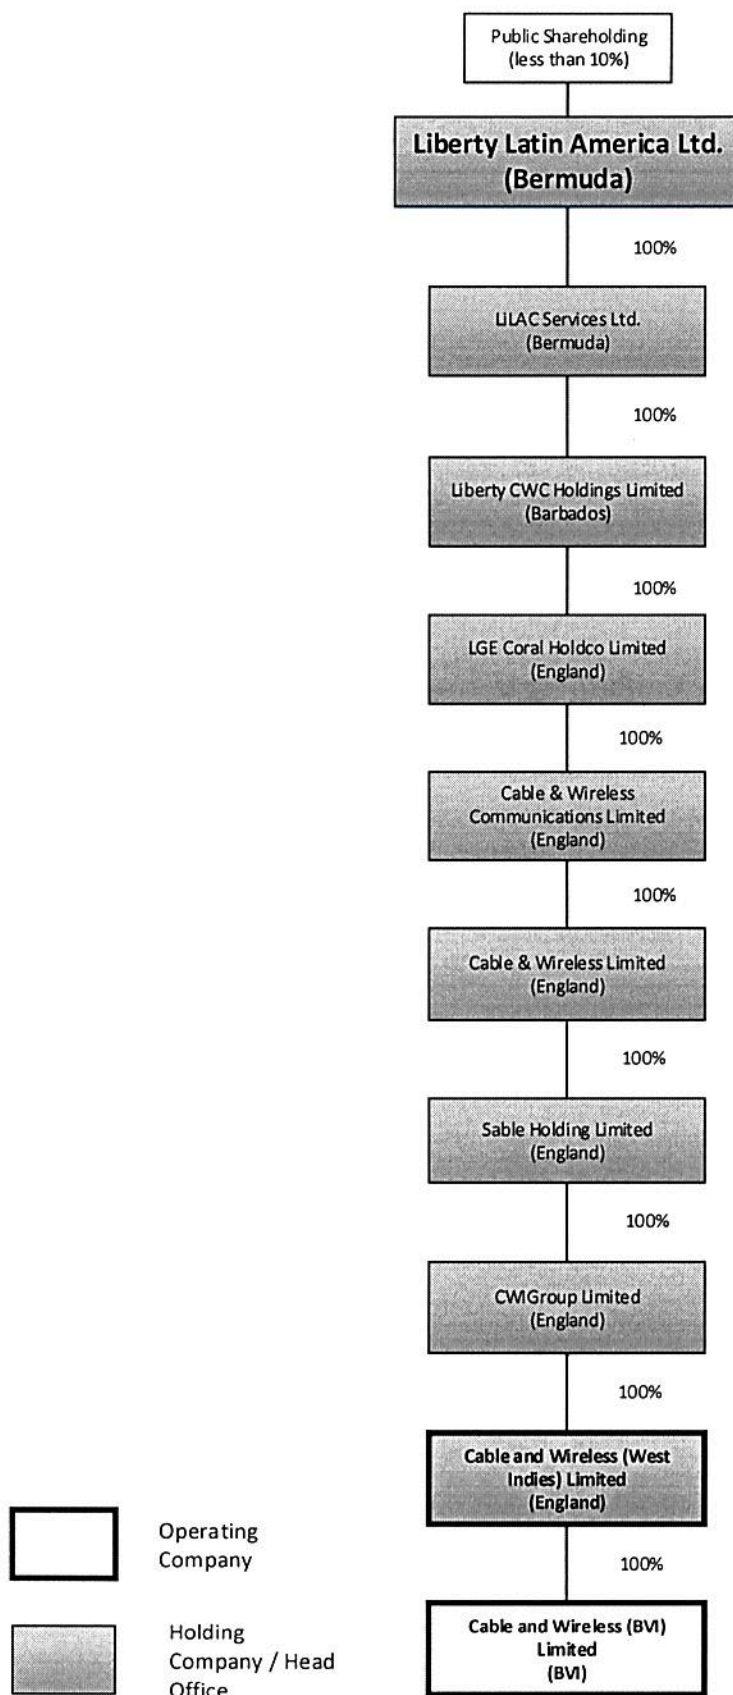 Public Shareholding
(less than 10%)
Liberty Latin America Ltd.
(Bermuda)
100%
LiLAC Services Ltd.
(Bermuda)
100%
Liberty CWC Holdings Limited
(Barbados)
100%
LGE Coral Holdco Limited
(England)
100%
Cable & Wireless
Communications Limited
(England)
100%
Cable & Wireless Limited
(England)
100%
Sable Holding Limited
(England)
100%
CWIGroup Limited
(England)
100%
Cable and Wireless (West
Indies) Limited
(England)
100%
Cable and Wireless (BVI)
Limited
(BVI)
Operating
Company
Holding
Company / Head
Office